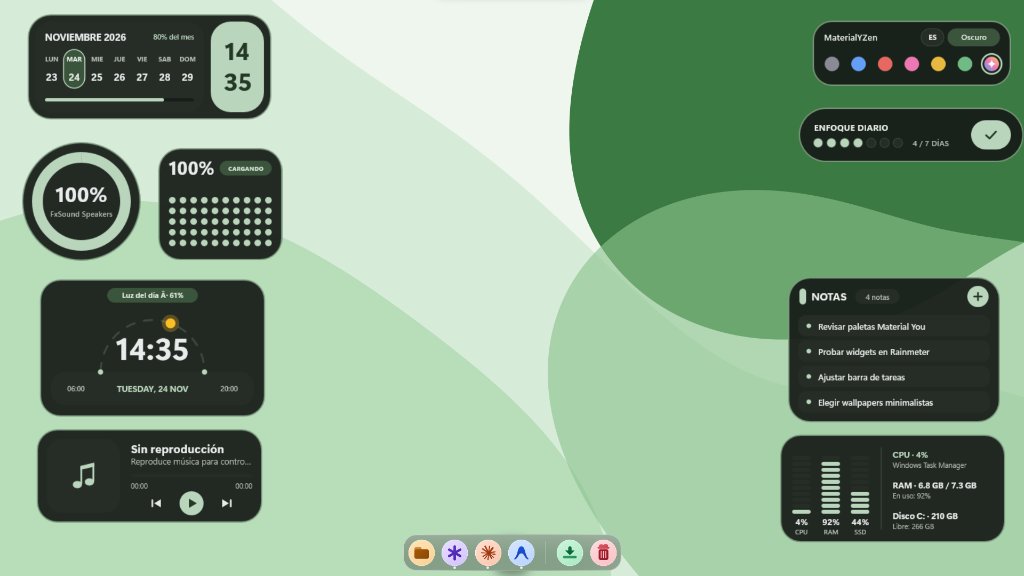 NOVIEMBRE 2026
80% del mes
LUN MAR MIE JUE VIE SAB DOM
23 24 25 26 27 28 29
14
35
100%
FxSound Speakers
100%
CARGANDO
Luz del día Â· 61%
14:35
06:00
TUESDAY, 24 NOV
20:00
Sin reproducción
Reproduce música para contro...
00:00
00:00
MaterialYZen
ES
Oscuro
ENFOQUE DIARIO
4 / 7 DÍAS
NOTAS
4 notas
Revisar paletas Material You
Probar widgets en Rainmeter
Ajustar barra de tareas
Elegir wallpapers minimalistas
4% 92% 44%
CPU RAM SSD
CPU · 4%
Windows Task Manager
RAM · 6.8 GB / 7.3 GB
En uso: 92%
Disco C: · 210 GB
Libre: 266 GB